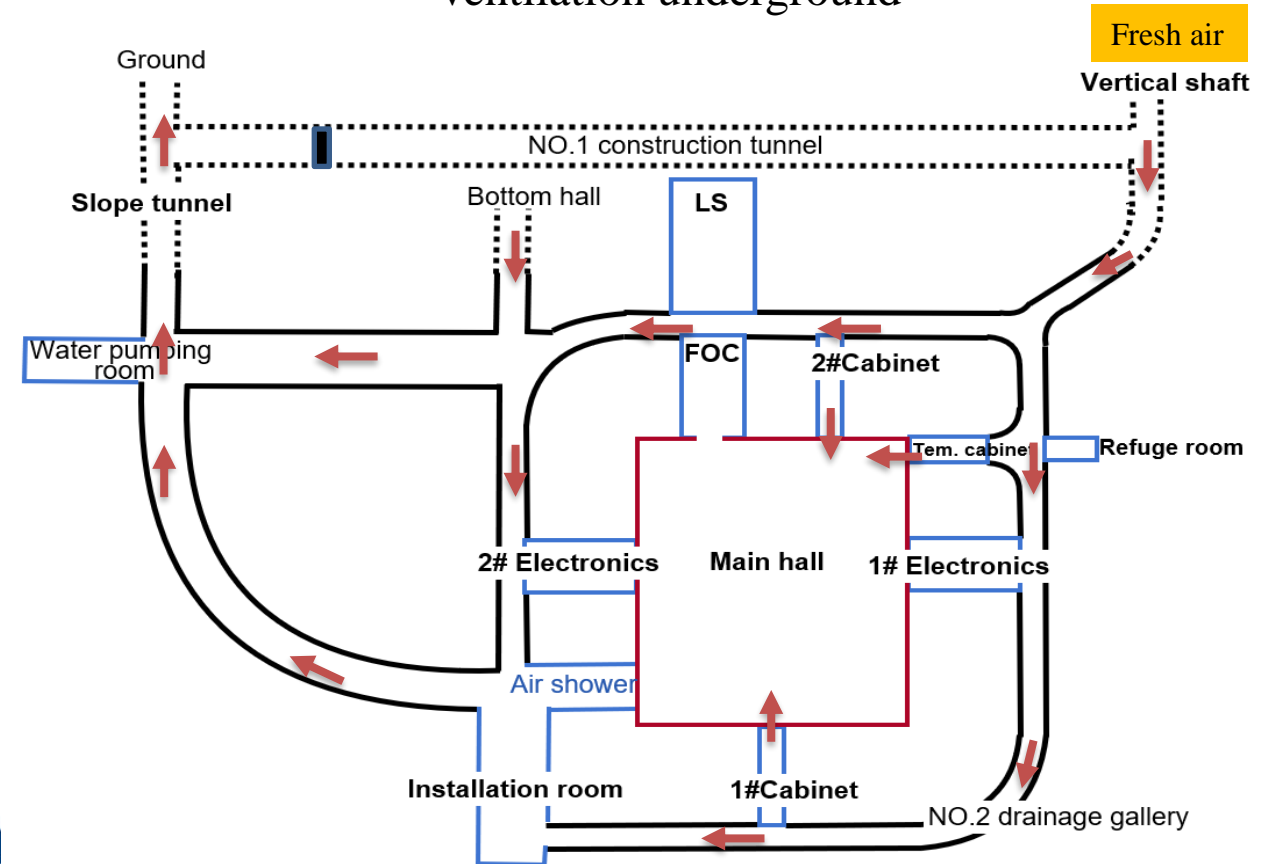 ventilation underground
Fresh air
Ground
Vertical shaft
NO.1 construction tunnel
Slope tunnel
Bottom hall
LS
Water pumping
room
FOC
2#Cabinet
Tem. cabinet
Refuge room
2# Electronics
Main hall
1# Electronics
Air shower
Installation room
1#Cabinet
NO.2 drainage gallery